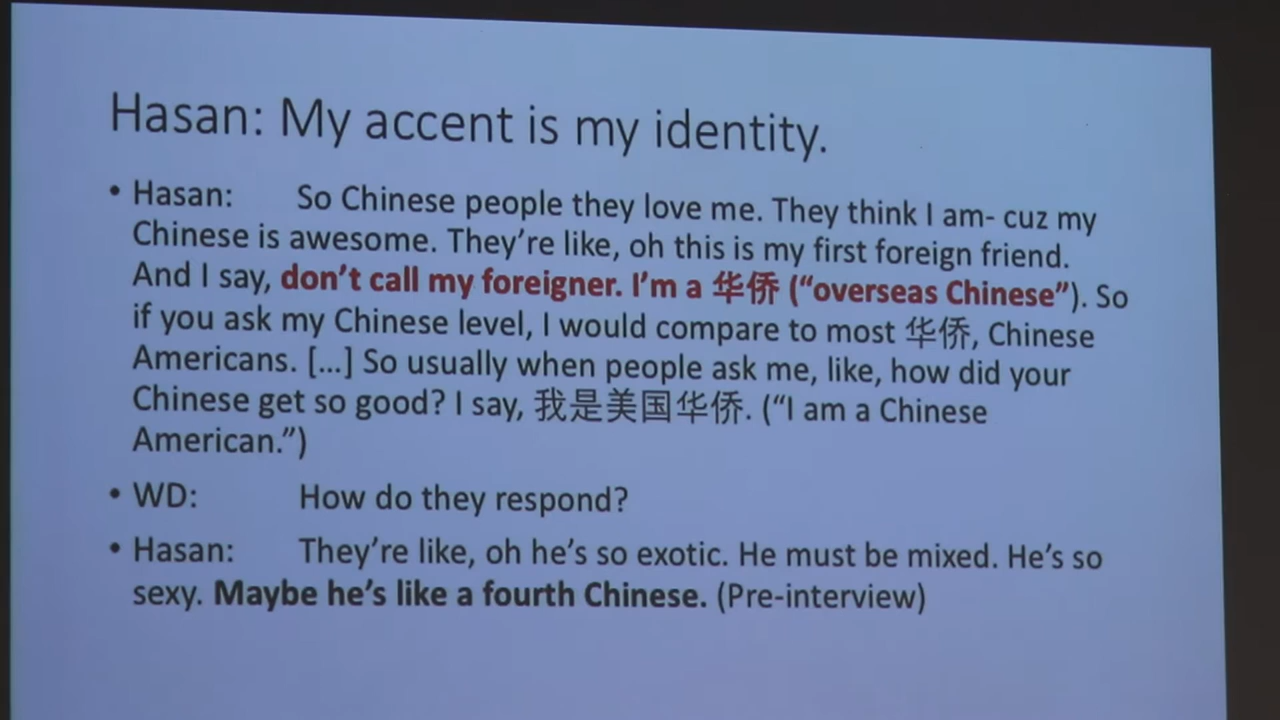 Hasan: My accent is my identity.
• Hasan: So Chinese people they love me. They think I am- cuz my
Chinese is awesome. They're like, oh this is my first foreign friend.
And I say, don't call my foreigner. I'm a 华侨 ("overseas Chinese"). So
if you ask my Chinese level, I would compare to most 华侨, Chinese
Americans. […] So usually when people ask me, like, how did your
Chinese get so good? I say, 我是美国华侨. ("I am a Chinese
American.")
• WD: How do they respond?
• Hasan: They're like, oh he's so exotic. He must be mixed. He's so
sexy. Maybe he's like a fourth Chinese. (Pre-interview)